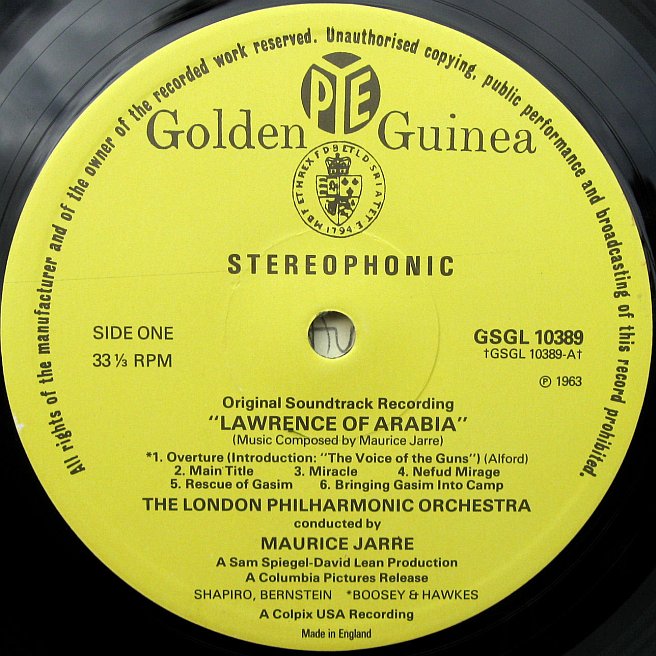 All rights of the manufacturer and of the owner of the recorded work reserved. Unauthorised copying, public performance and broadcasting of this record prohibited.
PYE
Golden Guinea
1794
STEREOPHONIC
SIDE ONE
33⅓ RPM
GSGL 10389
†GSGL 10389-A†
℗ 1963
Original Soundtrack Recording
"LAWRENCE OF ARABIA"
(Music Composed by Maurice Jarre)
*1. Overture (Introduction: "The Voice of the Guns") (Alford)
2. Main Title 3. Miracle 4. Nefud Mirage
5. Rescue of Gasim 6. Bringing Gasim Into Camp
THE LONDON PHILHARMONIC ORCHESTRA
conducted by
MAURICE JARRE
A Sam Spiegel-David Lean Production
A Columbia Pictures Release
SHAPIRO, BERNSTEIN *BOOSEY & HAWKES
A Colpix USA Recording
Made in England